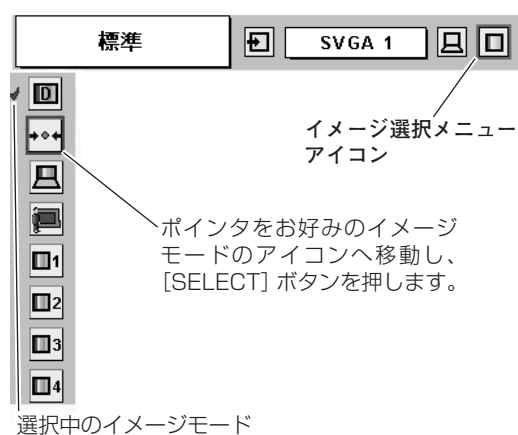 標準
SVGA 1
イメージ選択メニュー
アイコン
D
ポインタをお好みのイメージ
モードのアイコンへ移動し、
[SELECT] ボタンを押します。
1
2
3
4
選択中のイメージモード